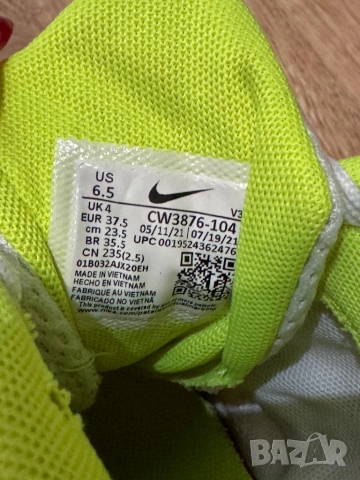 US
6.5
V3
UK 4
EUR 37.5
cm 23.5
BR 35.5
CN 235(2.5)
CW3876-104
05/11/21 07/19/21
UPC 0019524362476
01B032AJX20EH
MADE IN VIETNAM
HECHO EN VIETNAM
FABRIQUE AU VIETNAM
FABRICADO NO VIETNÃ
BAZAR